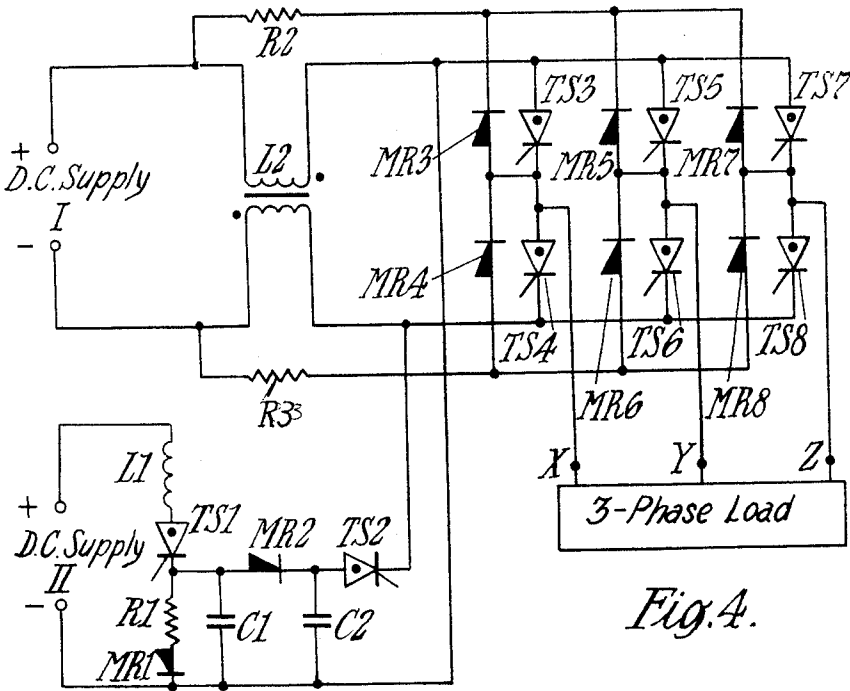 R2
TS3
TS5
TS7
+
L2
MR3
MR5
MR7
D.C. Supply
I
-
MR4
TS4
TS6
TS8
R3
MR6
MR8
L1
X
Y
Z
+
TS1
3-Phase Load
D.C. Supply
MR2
TS2
II
-
R1
C1
C2
MR1
Fig.4.